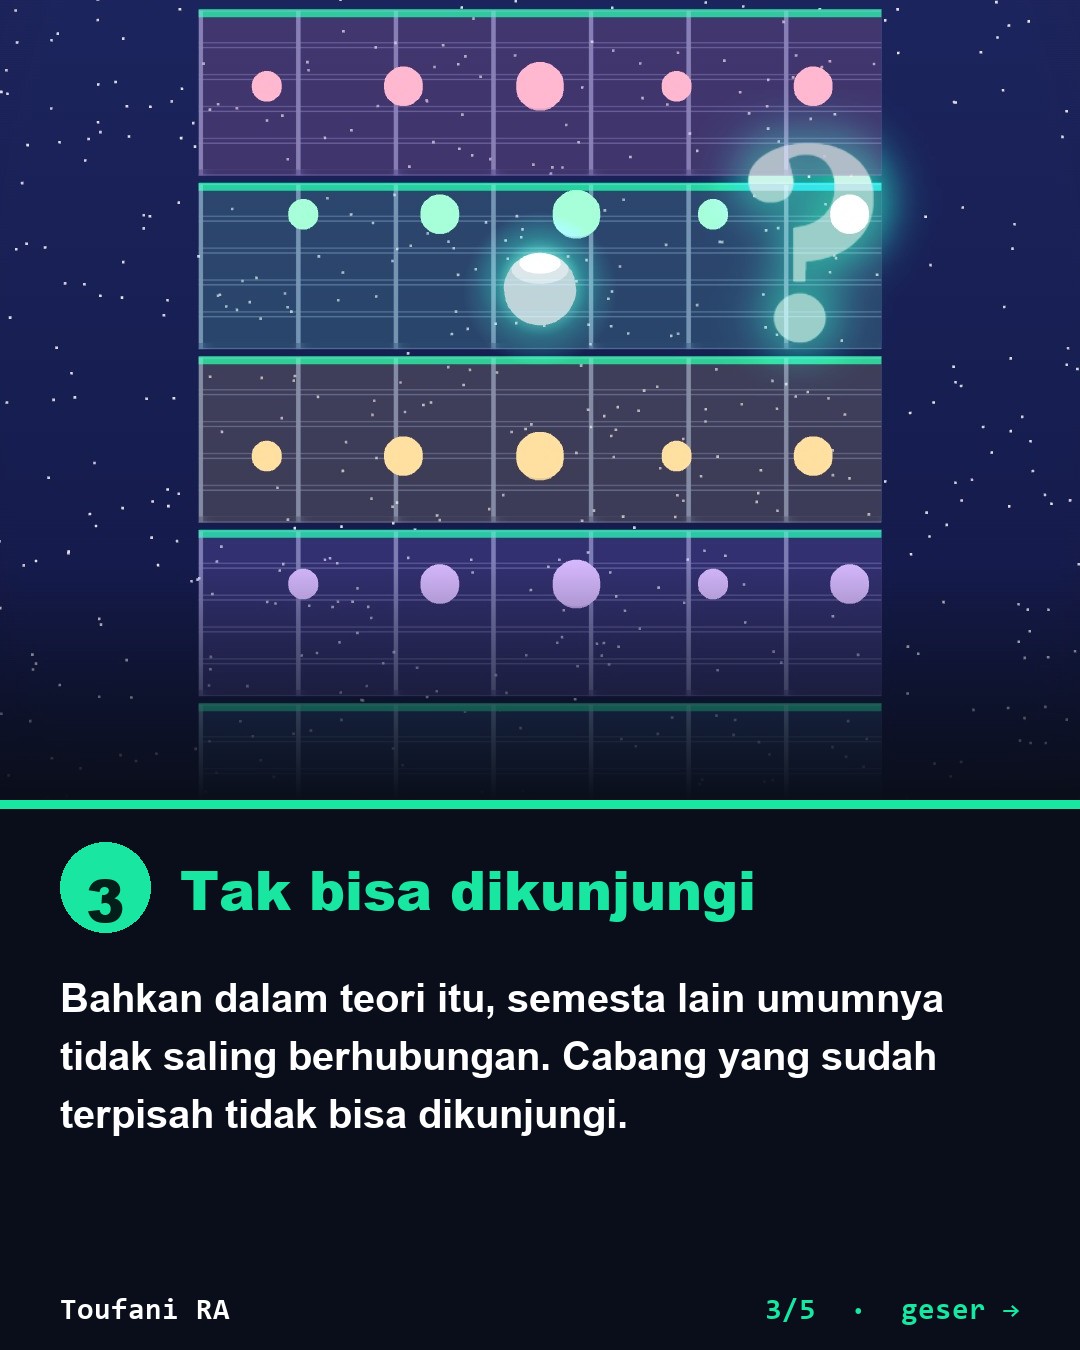 ?
3 Tak bisa dikunjungi
Bahkan dalam teori itu, semesta lain umumnya
tidak saling berhubungan. Cabang yang sudah
terpisah tidak bisa dikunjungi.
Toufani RA
3/5 · geser →